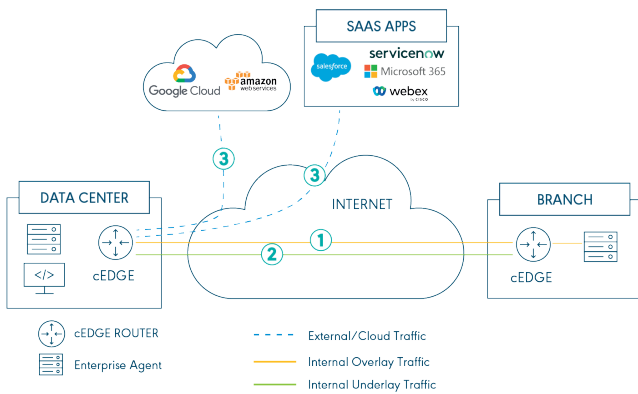 SAAS APPS
servicenow
salesforce
Microsoft 365
webex
by CISCO
Google Cloud
amazon
web services
3
3
DATA CENTER
INTERNET
BRANCH
1
2
</>
cEDGE
cEDGE
cEDGE ROUTER
Enterprise Agent
External/Cloud Traffic
Internal Overlay Traffic
Internal Underlay Traffic